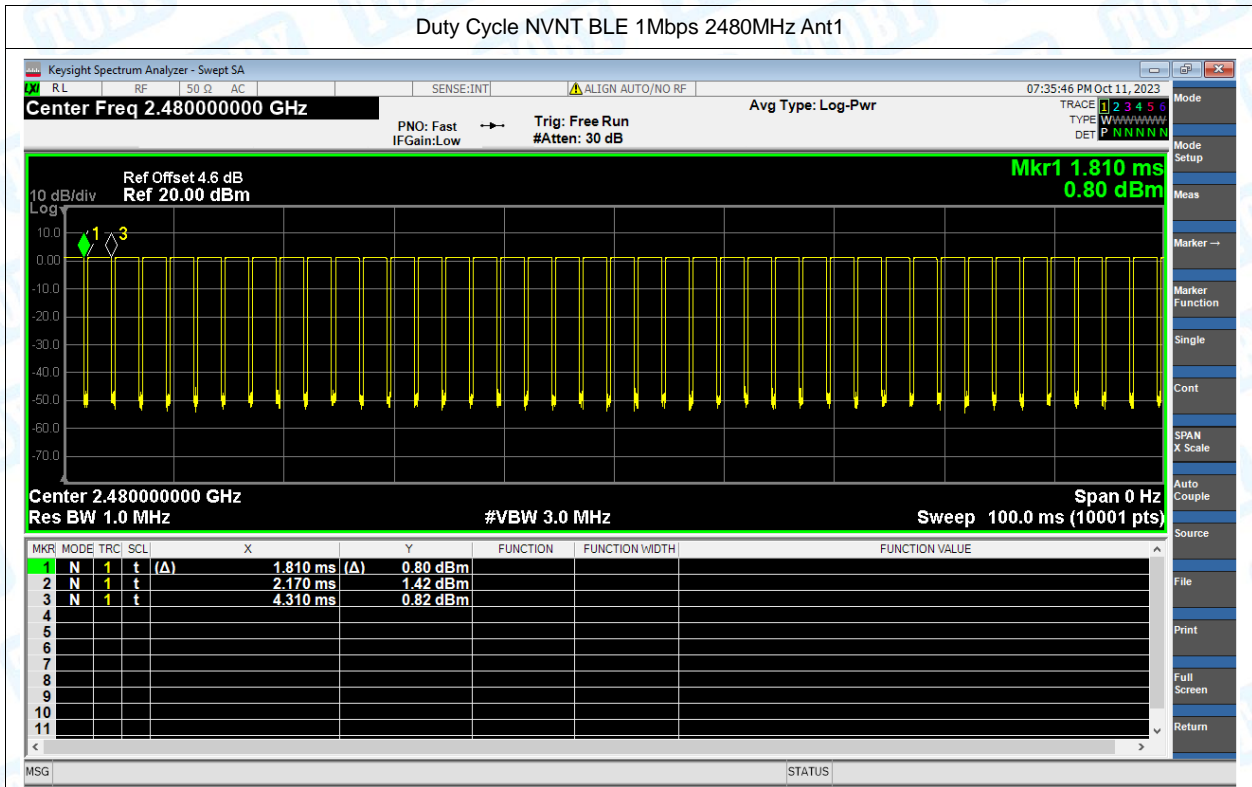 Duty Cycle NVNT BLE 1Mbps 2480MHz Ant1
Keysight Spectrum Analyzer - Swept SA
LXI RL RF 50 Ω AC SENSE:INT ALIGN AUTO/NO RF 07:35:46 PM Oct 11, 2023
Center Freq 2.480000000 GHz
Avg Type: Log-Pwr
TRACE 1 2 3 4 5 6
PNO: Fast Trig: Free Run
TYPE WWWWWW
IFGain:Low #Atten: 30 dB
DET P N N N N N
Mkr1 1.810 ms
0.80 dBm
Ref Offset 4.6 dB
10 dB/div Ref 20.00 dBm
Log
1 3
10.0
0.00
-10.0
-20.0
-30.0
-40.0
-50.0
-60.0
-70.0
Center 2.480000000 GHz Span 0 Hz
Res BW 1.0 MHz #VBW 3.0 MHz Sweep 100.0 ms (10001 pts)
MKR MODE TRC SCL X Y FUNCTION FUNCTION WIDTH FUNCTION VALUE
1 N 1 t (Δ) 1.810 ms (Δ) 0.80 dBm
2 N 1 t 2.170 ms 1.42 dBm
3 N 1 t 4.310 ms 0.82 dBm
4
5
6
7
8
9
10
11
MSG STATUS
Mode
Mode
Setup
Meas
Marker →
Marker
Function
Single
Cont
SPAN
X Scale
Auto
Couple
Source
File
Print
Full
Screen
Return
TOBY
TOBY
TOBY